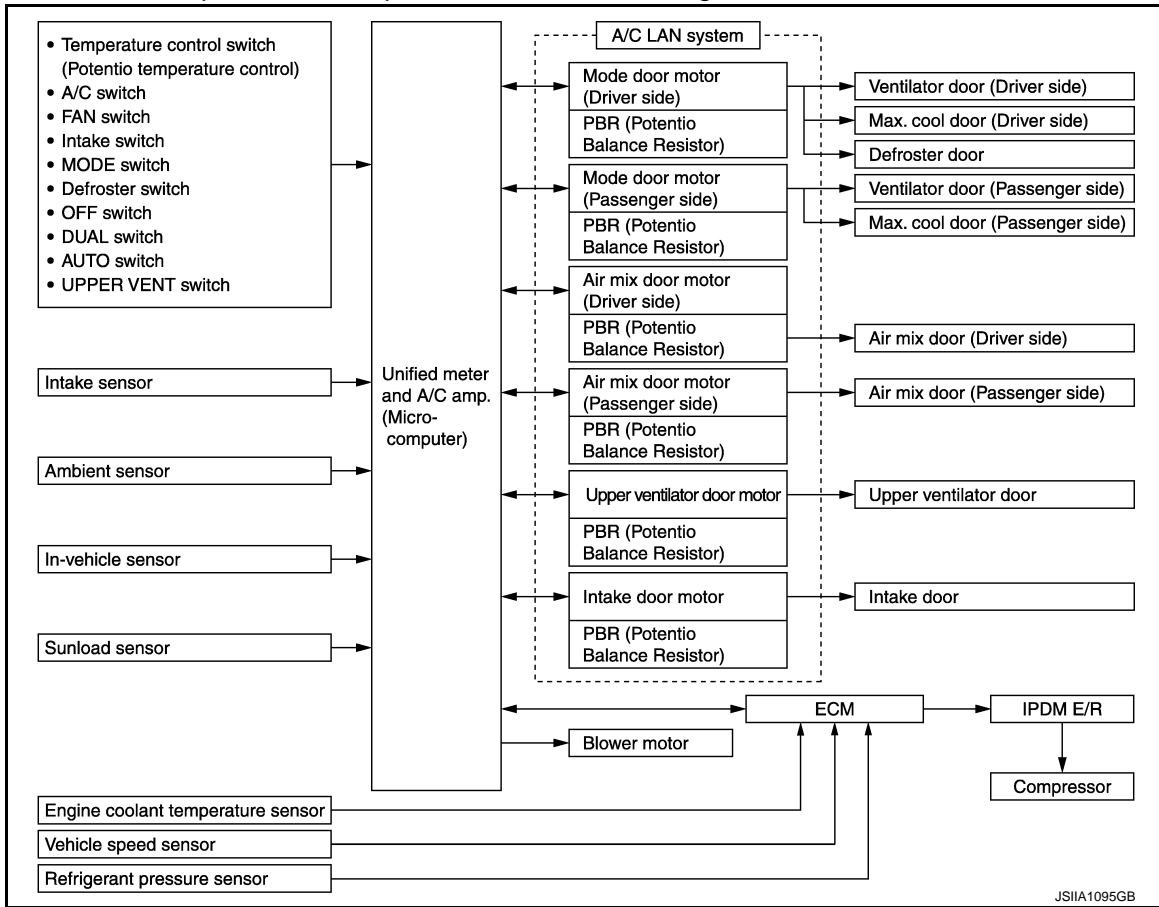 • Temperature control switch
(Potentio temperature control)
• A/C switch
• FAN switch
• Intake switch
• MODE switch
• Defroster switch
• OFF switch
• DUAL switch
• AUTO switch
• UPPER VENT switch
Intake sensor
Ambient sensor
In-vehicle sensor
Sunload sensor
Engine coolant temperature sensor
Vehicle speed sensor
Refrigerant pressure sensor
Unified meter
and A/C amp.
(Micro-
computer)
A/C LAN system
Mode door motor
(Driver side)
PBR (Potentio
Balance Resistor)
Mode door motor
(Passenger side)
PBR (Potentio
Balance Resistor)
Air mix door motor
(Driver side)
PBR (Potentio
Balance Resistor)
Air mix door motor
(Passenger side)
PBR (Potentio
Balance Resistor)
Upper ventilator door motor
PBR (Potentio
Balance Resistor)
Intake door motor
PBR (Potentio
Balance Resistor)
Blower motor
Ventilator door (Driver side)
Max. cool door (Driver side)
Defroster door
Ventilator door (Passenger side)
Max. cool door (Passenger side)
Air mix door (Driver side)
Air mix door (Passenger side)
Upper ventilator door
Intake door
ECM
IPDM E/R
Compressor
JSIIA1095GB